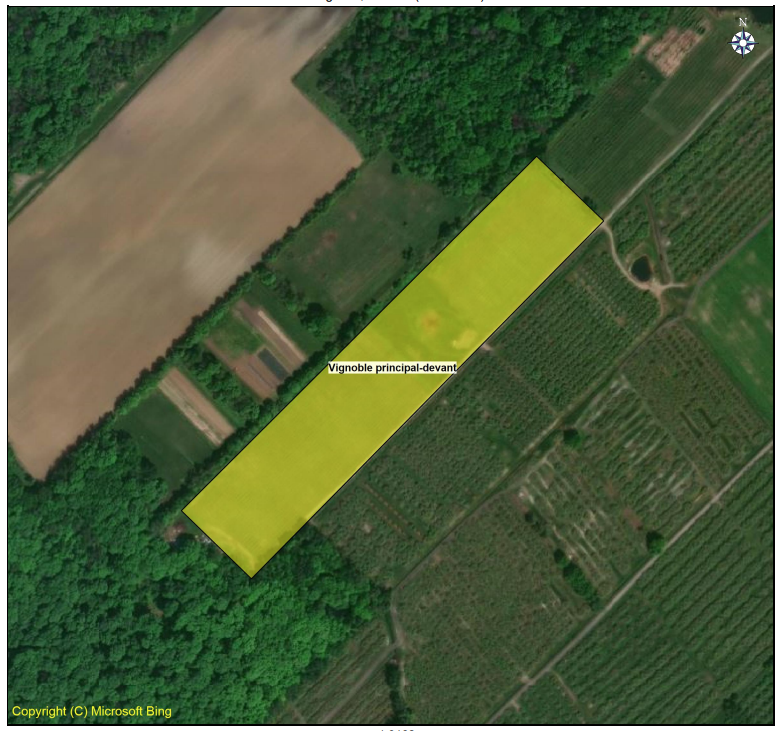 N
Vignoble principal-devant
Copyright (C) Microsoft Bing